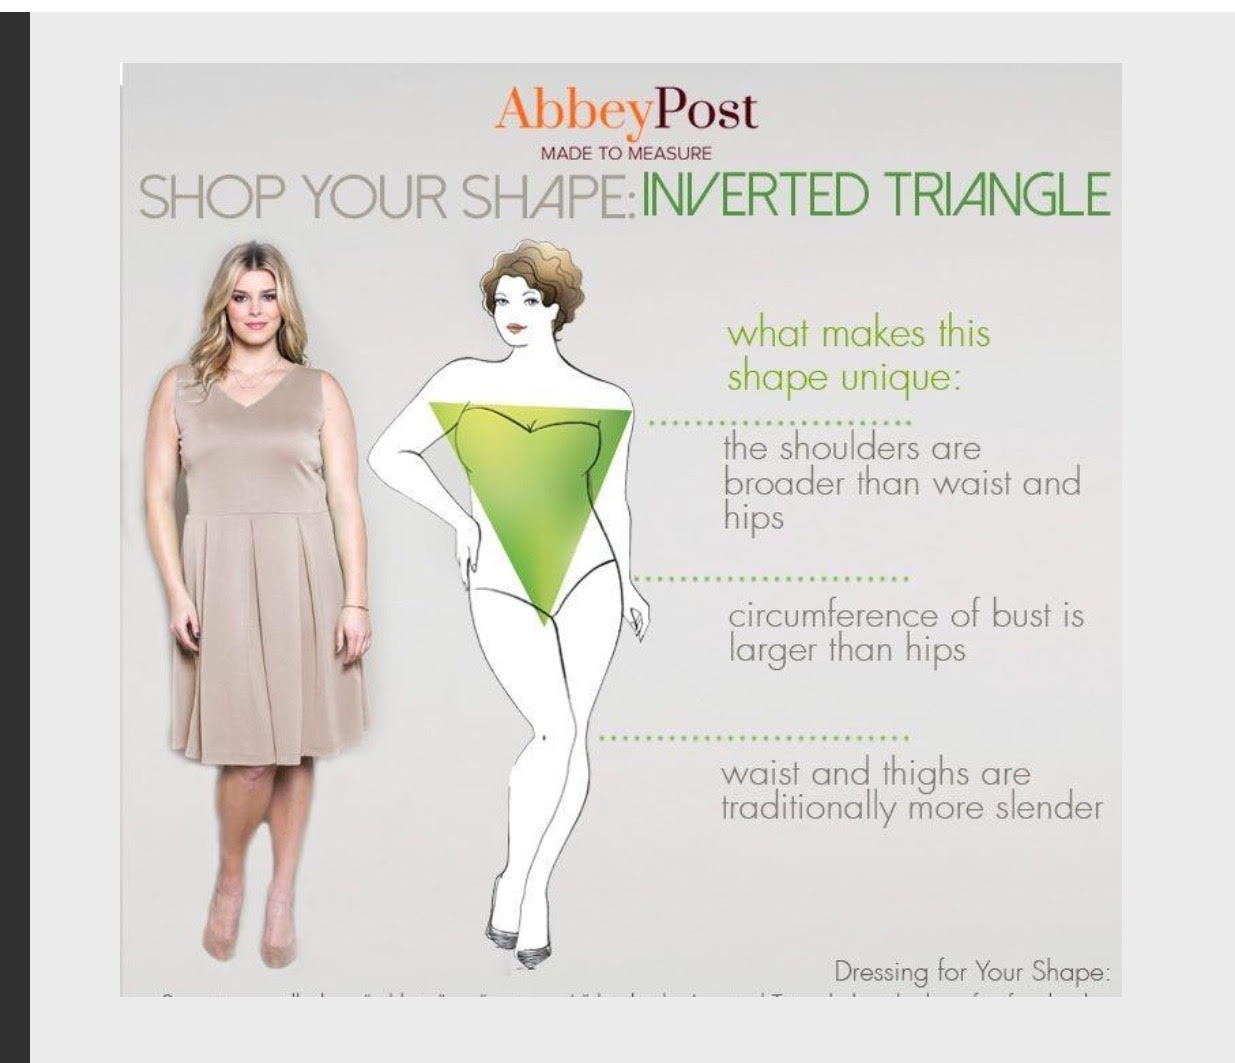 AbbeyPost
MADE TO MEASURE
SHOP YOUR SHAPE: INVERTED TRIANGLE
what makes this
shape unique:
the shoulders are
broader than waist and
hips
circumference of bust is
larger than hips
waist and thighs are
traditionally more slender
Dressing for Your Shape: